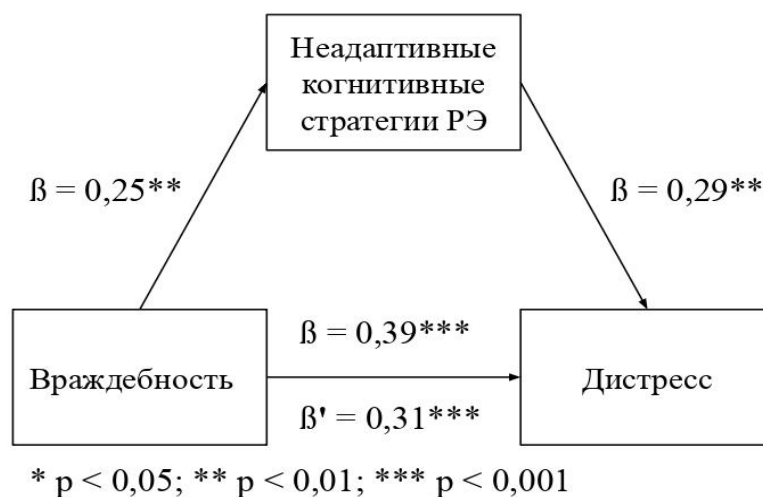 Неадаптивные
когнитивные
стратегии РЭ
ß = 0,25**
ß = 0,29**
Враждебность
ß = 0,39***
ß' = 0,31***
Дистресс
* p < 0,05; ** p < 0,01; *** p < 0,001